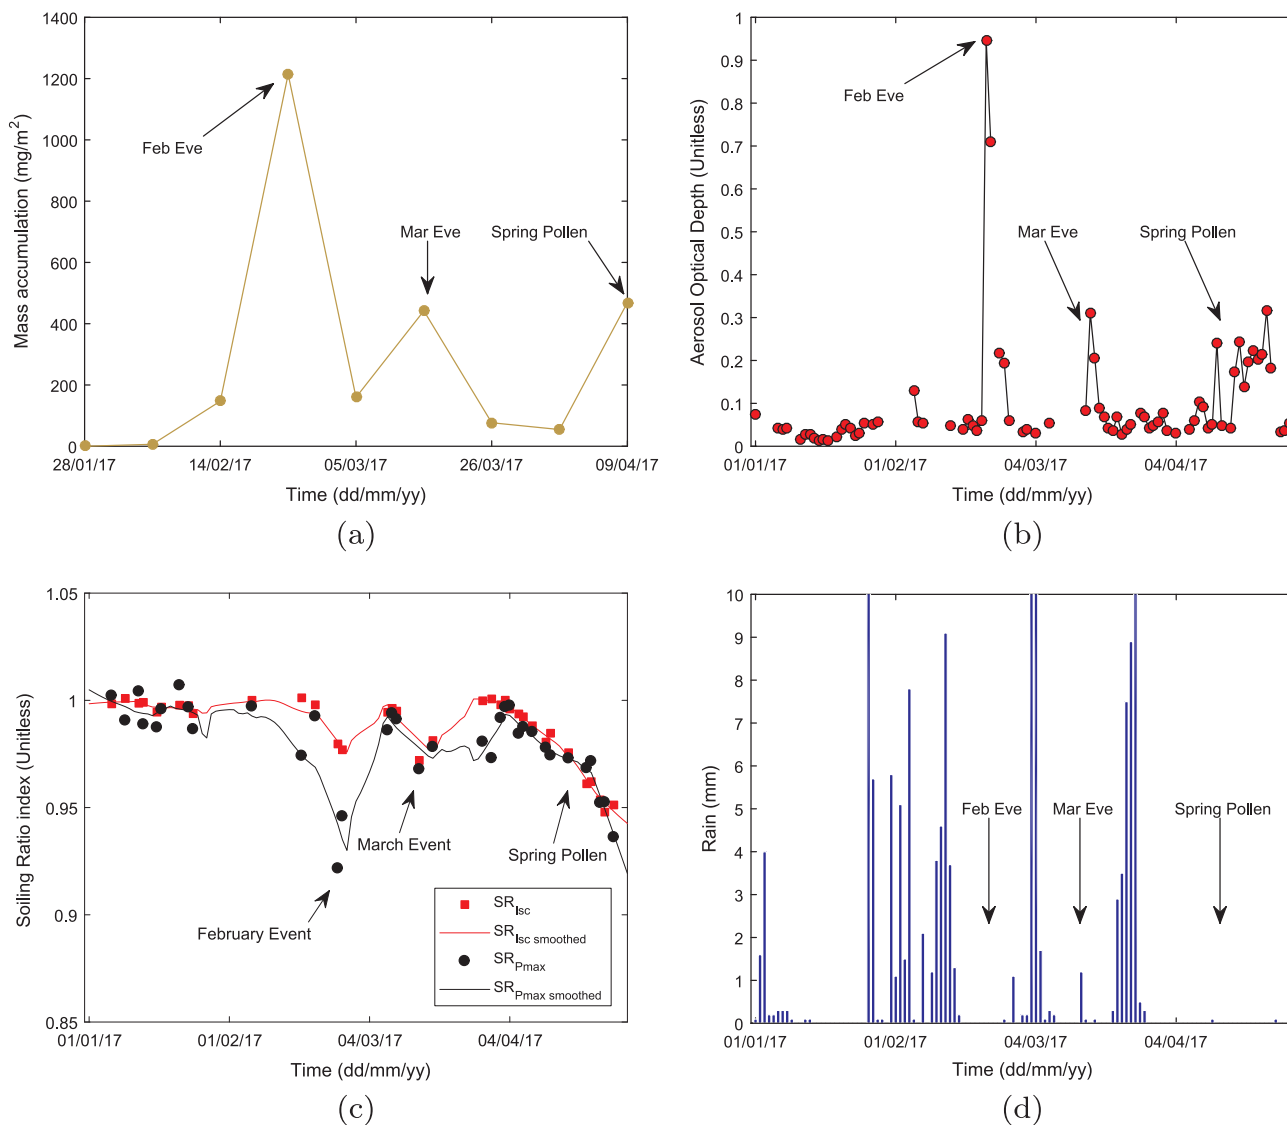 1400
1200
1000
800
600
400
200
0
Mass accumulation (mg/m²)
Feb Eve
Mar Eve
Spring Pollen
28/01/17 14/02/17 05/03/17 26/03/17 09/04/17
Time (dd/mm/yy)
(a)
1
0.9
0.8
0.7
0.6
0.5
0.4
0.3
0.2
0.1
0
Aerosol Optical Depth (Unitless)
Feb Eve
Mar Eve
Spring Pollen
01/01/17 01/02/17 04/03/17 04/04/17
Time (dd/mm/yy)
(b)
1.05
1
0.95
0.9
0.85
Soiling Ratio index (Unitless)
March Event
Spring Pollen
February Event
SR Isc
SR Isc smoothed
SR Pmax
SR Pmax smoothed
01/01/17 01/02/17 04/03/17 04/04/17
Time (dd/mm/yy)
(c)
10
9
8
7
6
5
4
3
2
1
0
Rain (mm)
Feb Eve
Mar Eve
Spring Pollen
01/01/17 01/02/17 04/03/17 04/04/17
Time (dd/mm/yy)
(d)